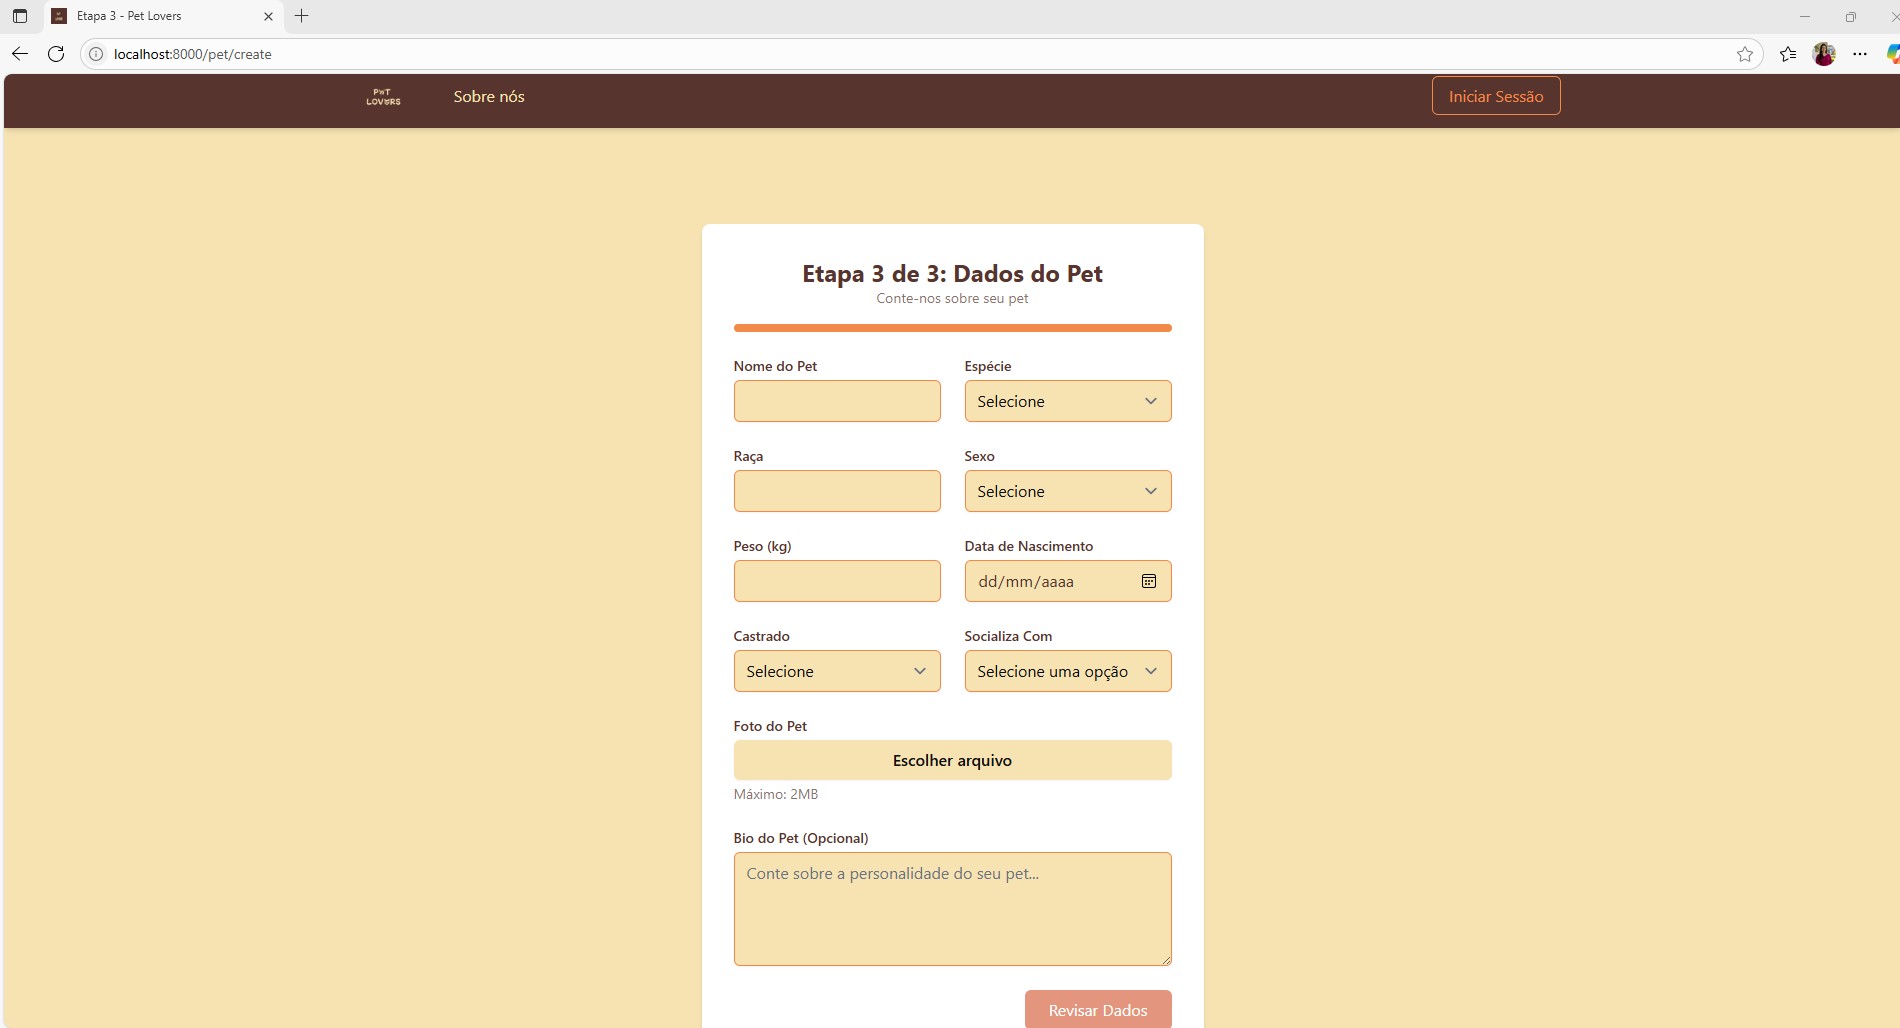 Etapa 3 - Pet Lovers
localhost:8000/pet/create
PET LOVERS
Sobre nós
Iniciar Sessão
Etapa 3 de 3: Dados do Pet
Conte-nos sobre seu pet
Nome do Pet
Espécie
Selecione
Raça
Sexo
Selecione
Peso (kg)
Data de Nascimento
dd/mm/aaaa
Castrado
Socializa Com
Selecione
Selecione uma opção
Foto do Pet
Escolher arquivo
Máximo: 2MB
Bio do Pet (Opcional)
Conte sobre a personalidade do seu pet...
Revisar Dados